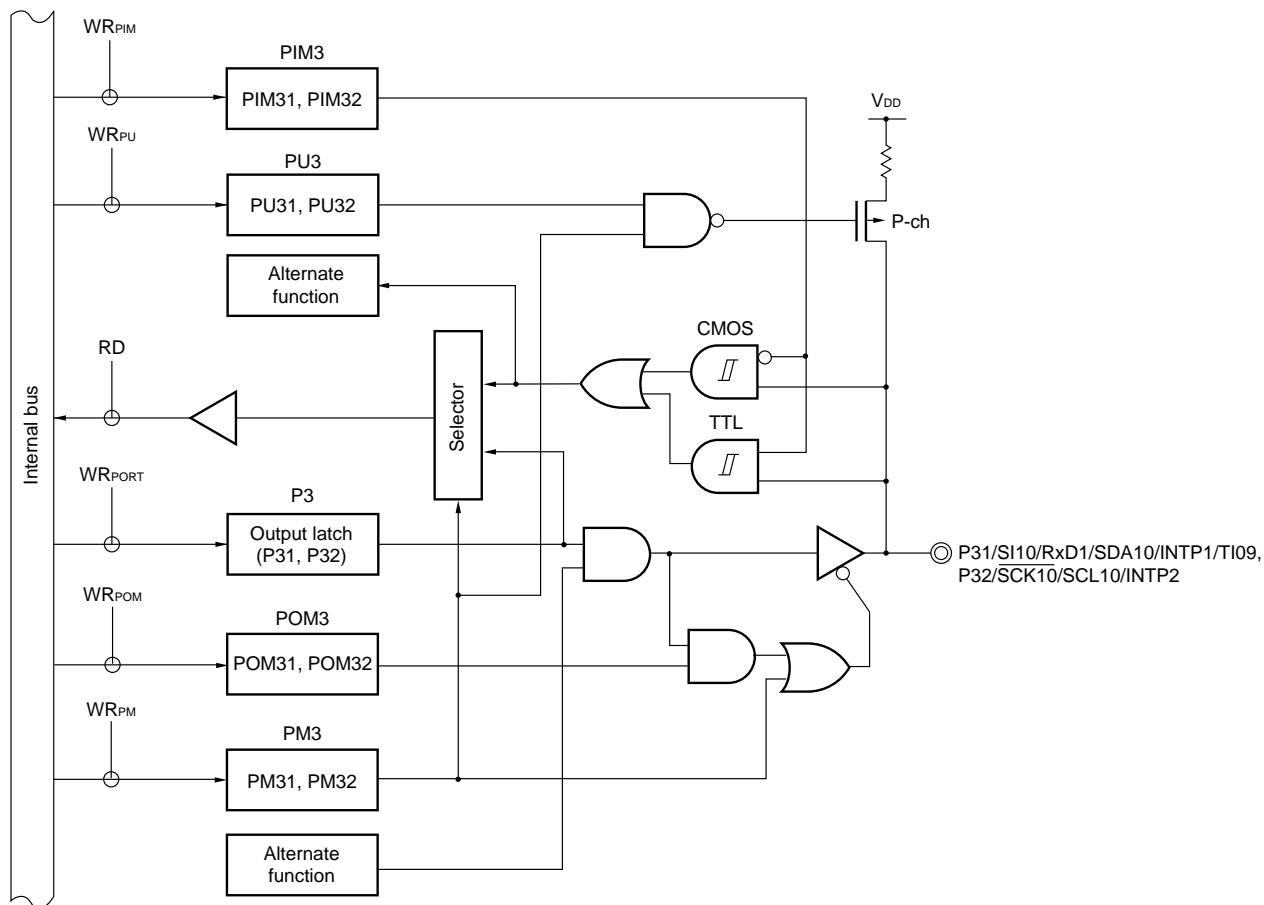 WRPIM
PIM3
PIM31, PIM32
VDD
WRPU
PU3
PU31, PU32
P-ch
Alternate
function
CMOS
RD
Selector
TTL
Internal bus
WRPORT
P3
Output latch
(P31, P32)
P31/SI10/RxD1/SDA10/INTP1/TI09,
P32/SCK10/SCL10/INTP2
WRPOM
POM3
POM31, POM32
WRPM
PM3
PM31, PM32
Alternate
function